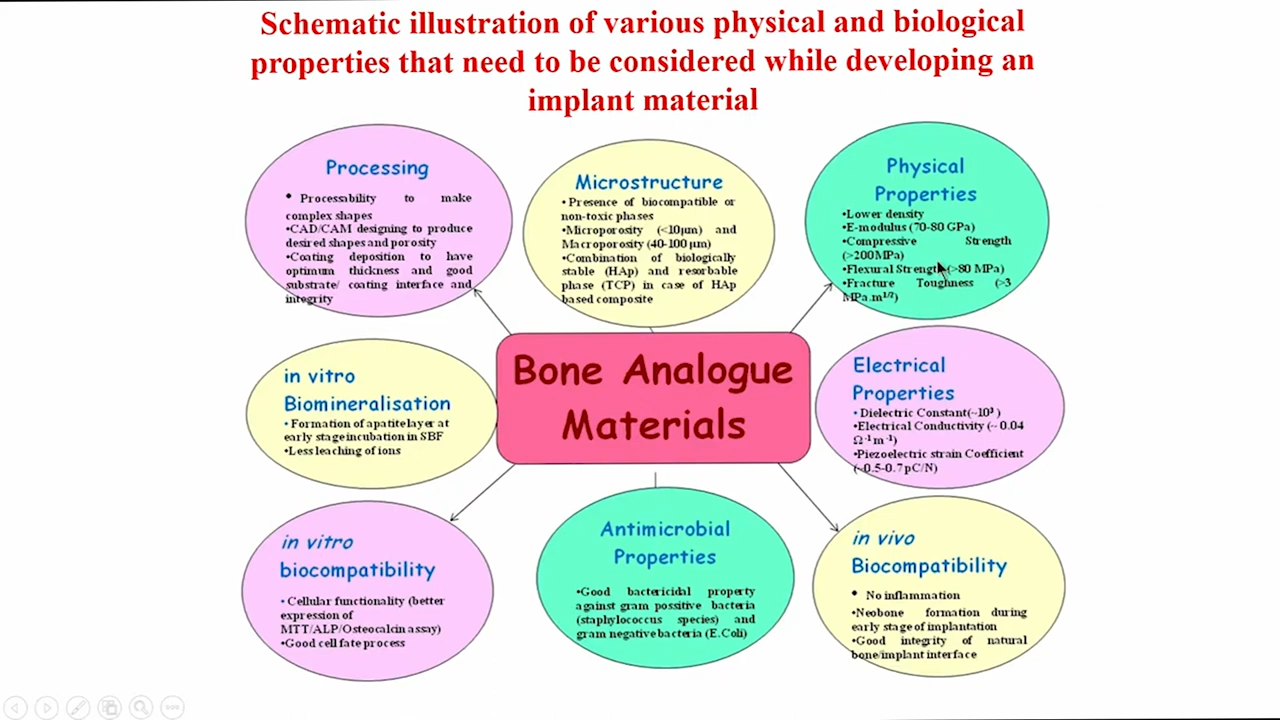 Schematic illustration of various physical and biological
properties that need to be considered while developing an
implant material
Processing
• Processability to make
complex shapes
•CAD/CAM designing to produce
desired shapes and porosity
•Coating deposition to have
optimum thickness and good
substrate/ coating interface and
integrity
Microstructure
• Presence of biocompatible or
non-toxic phases
•Microporosity (<10µm) and
Macroporosity (40-100 µm)
•Combination of biologically
stable (HAp) and resorbable
phase (TCP) in case of HAp
based composite
Physical
Properties
•Lower density
•E-modulus (70-80 GPa)
•Compressive Strength
(>200MPa)
•Flexural Strength (>80 MPa)
•Fracture Toughness (>3
MPa.m¹/²)
in vitro
Biomineralisation
• Formation of apatite layer at
early stage incubation in SBF
•Less leaching of ions
Bone Analogue
Materials
Electrical
Properties
• Dielectric Constant(~10³ )
•Electrical Conductivity (~ 0.04
Ω⁻¹ m⁻¹)
•Piezoelectric strain Coefficient
(~0.5-0.7 pC/N)
in vitro
biocompatibility
• Cellular functionality (better
expression of
MTT/ALP/Osteocalcin assay)
•Good cell fate process
Antimicrobial
Properties
•Good bactericidal property
against gram possitive bacteria
(staphylococcus species) and
gram negative bacteria (E.Coli)
in vivo
Biocompatibility
• No inflammation
•Neobone formation during
early stage of implantation
•Good integrity of natural
bone/implant interface